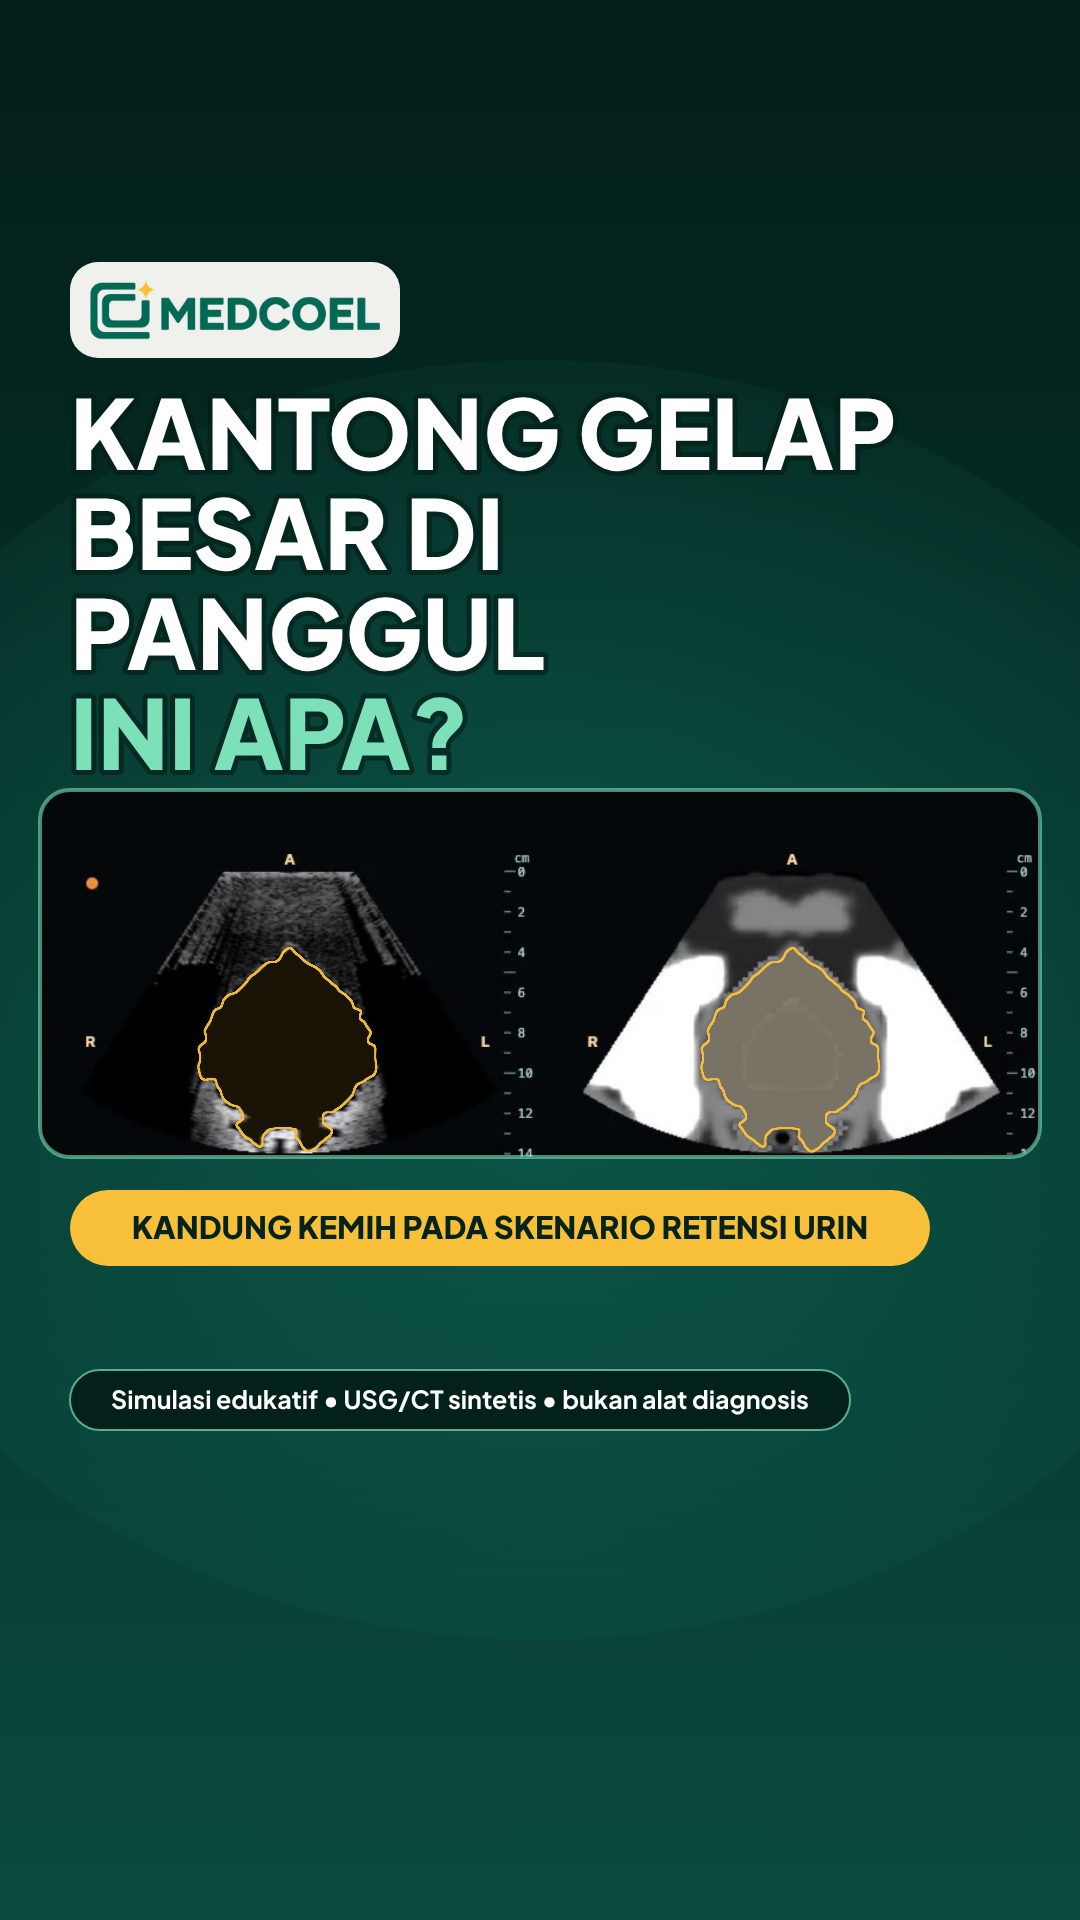 MEDCOEL
KANTONG GELAP
BESAR DI
PANGGUL
INI APA?
A
cm
0
2
4
6
8
10
12
14
R
L
A
cm
0
2
4
6
8
10
12
R
L
KANDUNG KEMIH PADA SKENARIO RETENSI URIN
Simulasi edukatif • USG/CT sintetis • bukan alat diagnosis